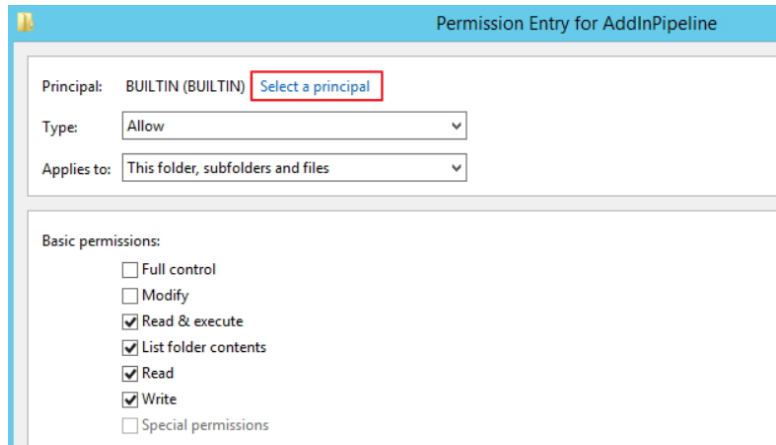 Permission Entry for AddInPipeline
Principal: BUILTIN (BUILTIN) Select a principal
Type: Allow
Applies to: This folder, subfolders and files
Basic permissions:
Full control
Modify
Read & execute
List folder contents
Read
Write
Special permissions